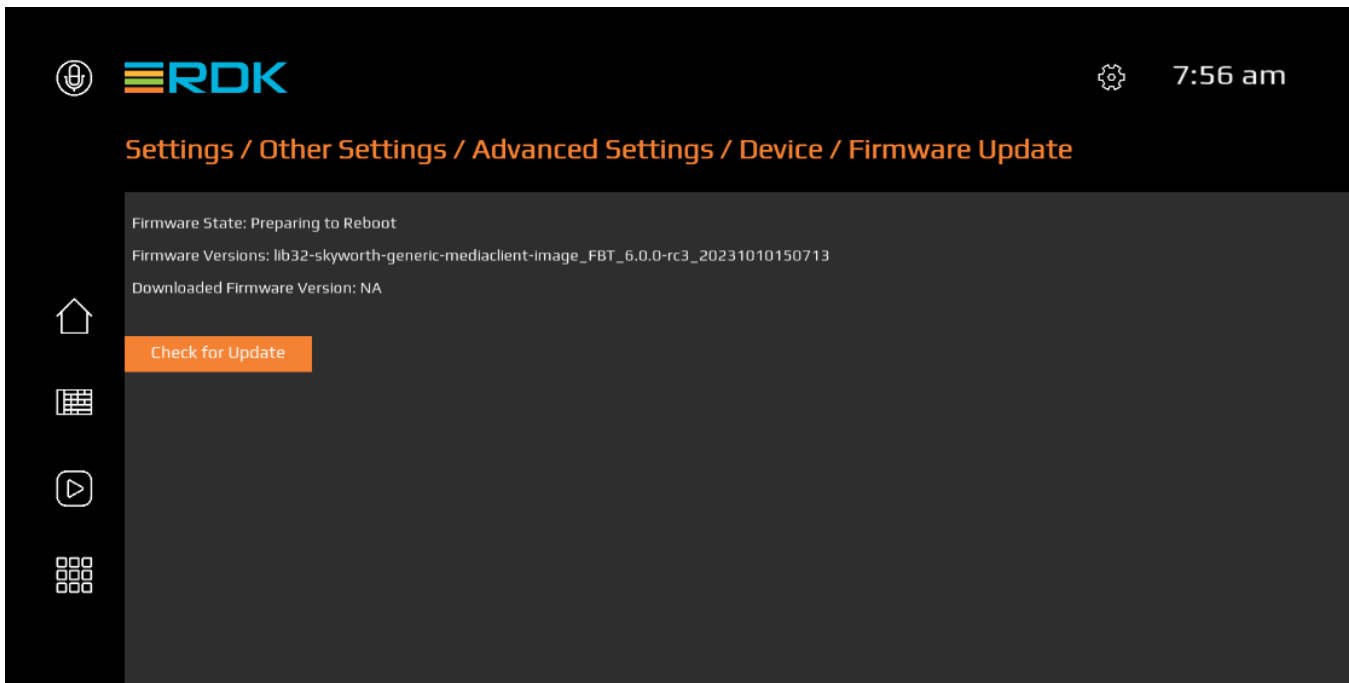 RDK
7:56 am
Settings / Other Settings / Advanced Settings / Device / Firmware Update
Firmware State: Preparing to Reboot
Firmware Versions: lib32-skyworth-generic-mediaclient-image_FBT_6.0.0-rc3_20231010150713
Downloaded Firmware Version: NA
Check for Update